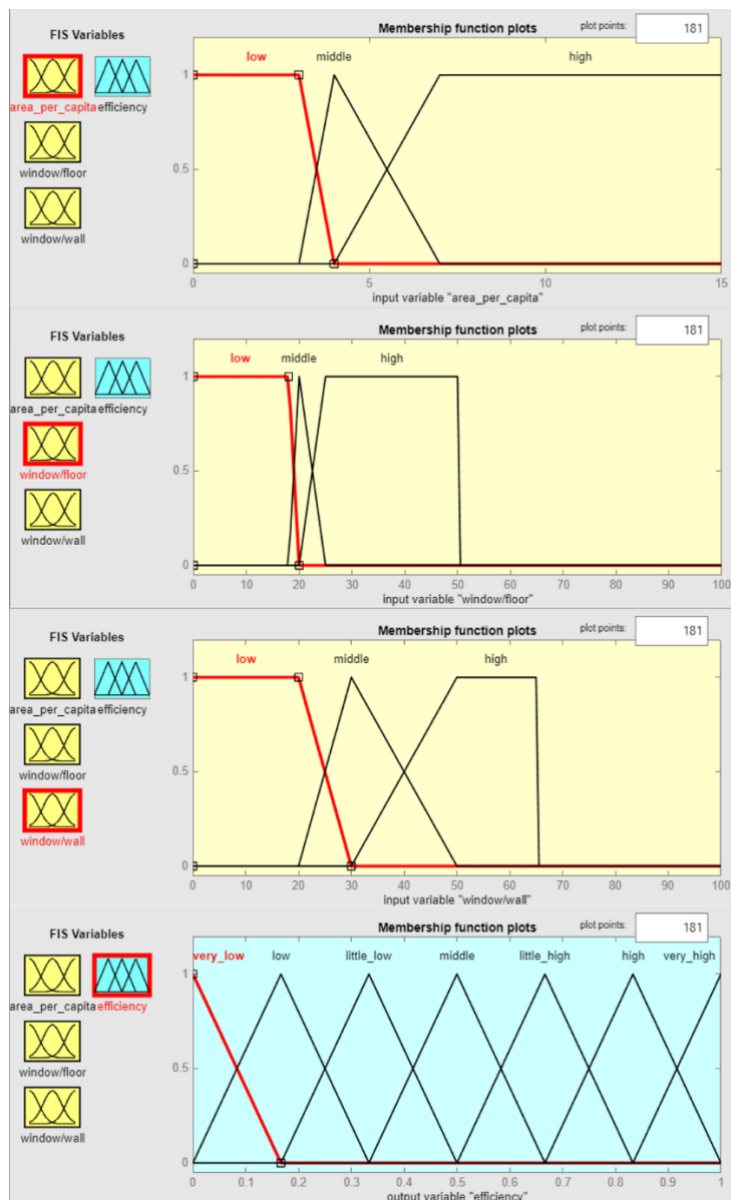 FIS Variables
Membership function plots
plot points: 181
area_per_capita efficiency
window/floor
window/wall
low middle high
1
0.5
0
0 5 10 15
input variable "area_per_capita"
FIS Variables
Membership function plots
plot points: 181
area_per_capita efficiency
window/floor
window/wall
low middle high
1
0.5
0
0 10 20 30 40 50 60 70 80 90 100
input variable "window/floor"
FIS Variables
Membership function plots
plot points: 181
area_per_capita efficiency
window/floor
window/wall
low middle high
1
0.5
0
0 10 20 30 40 50 60 70 80 90 100
input variable "window/wall"
FIS Variables
Membership function plots
plot points: 181
area_per_capita efficiency
window/floor
window/wall
very_low low little_low middle little_high high very_high
1
0.5
0
0 0.1 0.2 0.3 0.4 0.5 0.6 0.7 0.8 0.9 1
output variable "efficiency"